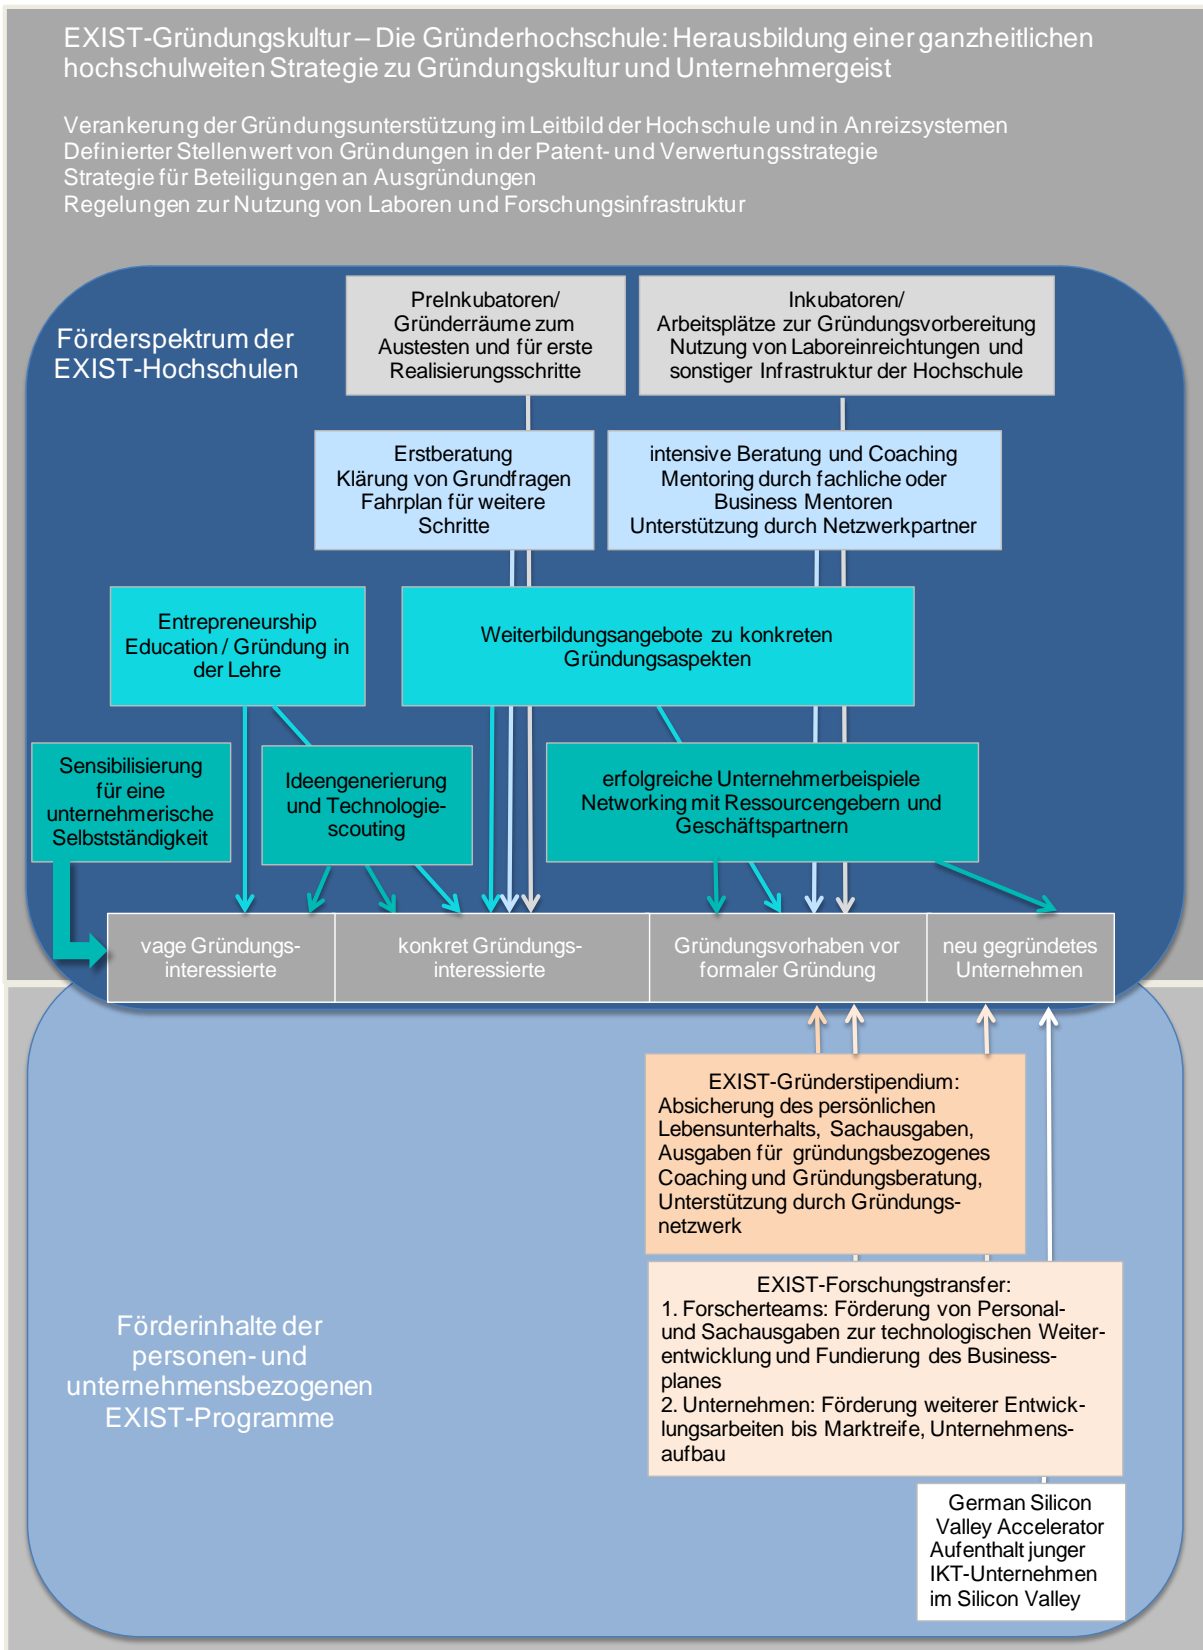 EXIST-Gründungskultur – Die Gründerhochschule: Herausbildung einer ganzheitlichen
hochschulweiten Strategie zu Gründungskultur und Unternehmergeist
Verankerung der Gründungsunterstützung im Leitbild der Hochschule und in Anreizsystemen
Definierter Stellenwert von Gründungen in der Patent- und Verwertungsstrategie
Strategie für Beteiligungen an Ausgründungen
Regelungen zur Nutzung von Laboren und Forschungsinfrastruktur
Förderspektrum der
EXIST-Hochschulen
PreInkubatoren/
Gründerräume zum
Austesten und für erste
Realisierungsschritte
Inkubatoren/
Arbeitsplätze zur Gründungsvorbereitung
Nutzung von Laboreinreichtungen und
sonstiger Infrastruktur der Hochschule
Erstberatung
Klärung von Grundfragen
Fahrplan für weitere
Schritte
intensive Beratung und Coaching
Mentoring durch fachliche oder
Business Mentoren
Unterstützung durch Netzwerkpartner
Entrepreneurship
Education / Gründung in
der Lehre
Weiterbildungsangebote zu konkreten
Gründungsaspekten
Sensibilisierung
für eine
unternehmerische
Selbstständigkeit
Ideengenerierung
und Technologie-
scouting
erfolgreiche Unternehmerbeispiele
Networking mit Ressourcengebern und
Geschäftspartnern
vage Gründungs-
interessierte
konkret Gründungs-
interessierte
Gründungsvorhaben vor
formaler Gründung
neu gegründetes
Unternehmen
EXIST-Gründerstipendium:
Absicherung des persönlichen
Lebensunterhalts, Sachausgaben,
Ausgaben für gründungsbezogenes
Coaching und Gründungsberatung,
Unterstützung durch Gründungs-
netzwerk
EXIST-Forschungstransfer:
1. Forscherteams: Förderung von Personal-
und Sachausgaben zur technologischen Weiter-
entwicklung und Fundierung des Business-
planes
2. Unternehmen: Förderung weiterer Entwick-
lungsarbeiten bis Marktreife, Unternehmens-
aufbau
Förderinhalte der
personen- und
unternehmensbezogenen
EXIST-Programme
German Silicon
Valley Accelerator
Aufenthalt junger
IKT-Unternehmen
im Silicon Valley